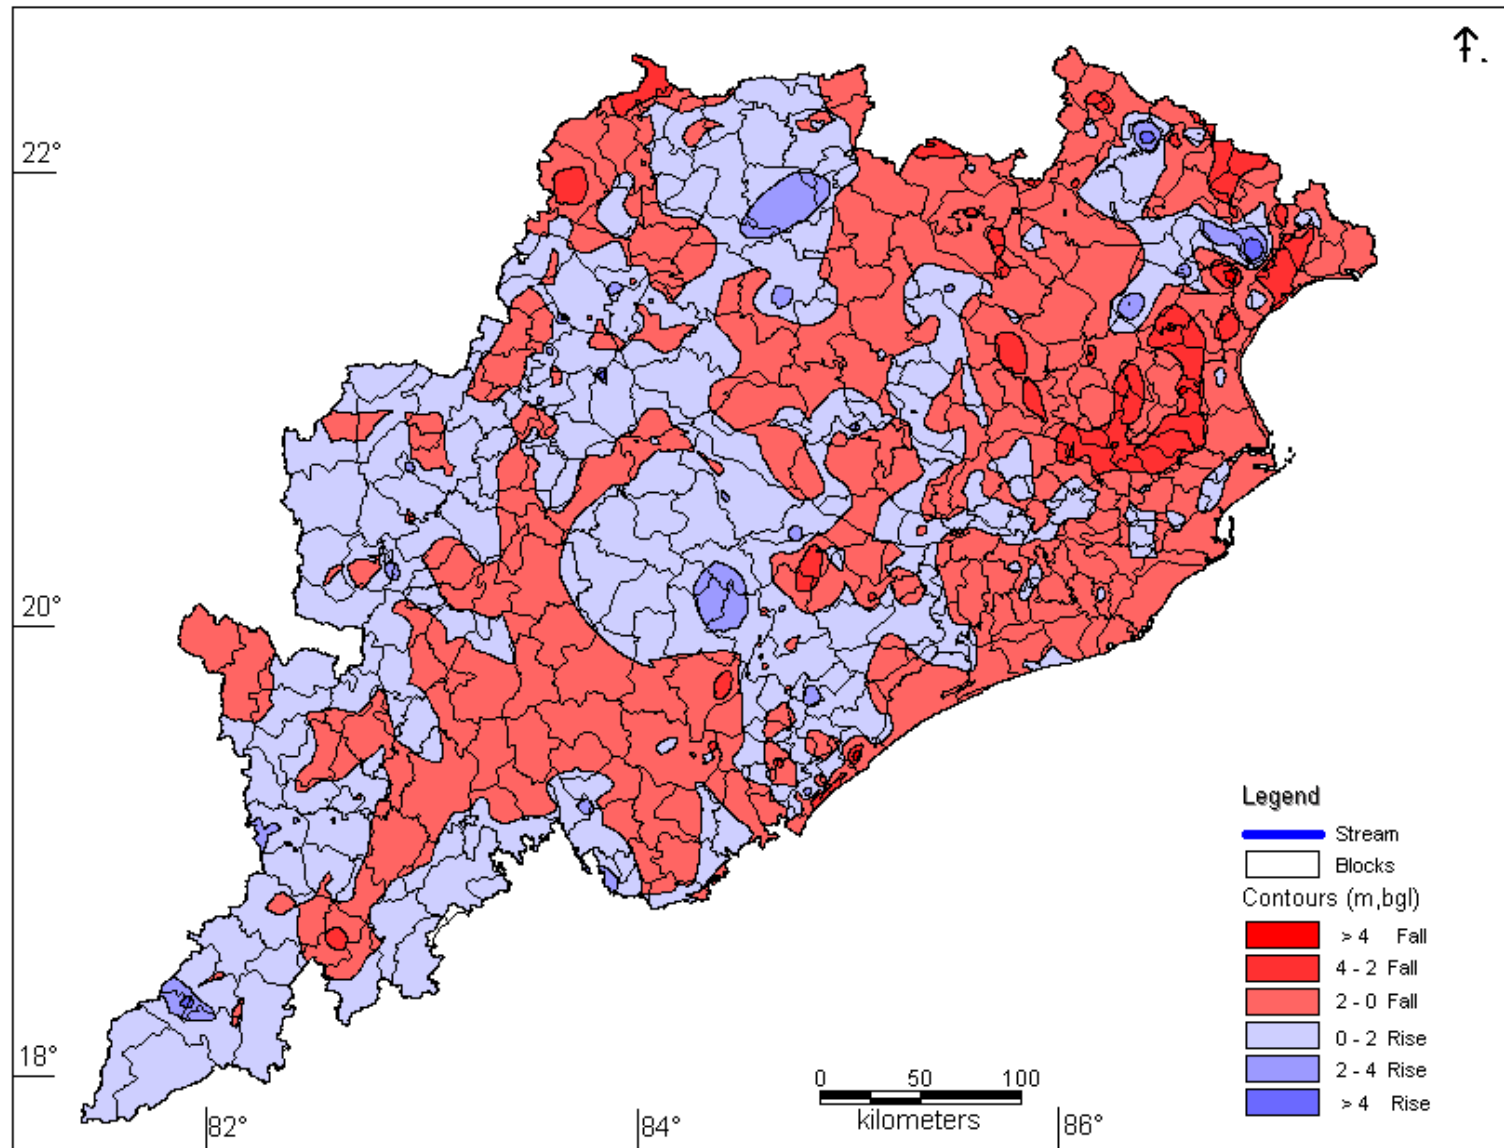 22°
20°
18°
82°
84°
86°
0 50 100
kilometers
Legend
Stream
Blocks
Contours (m,bgl)
> 4 Fall
4 - 2 Fall
2 - 0 Fall
0 - 2 Rise
2 - 4 Rise
> 4 Rise